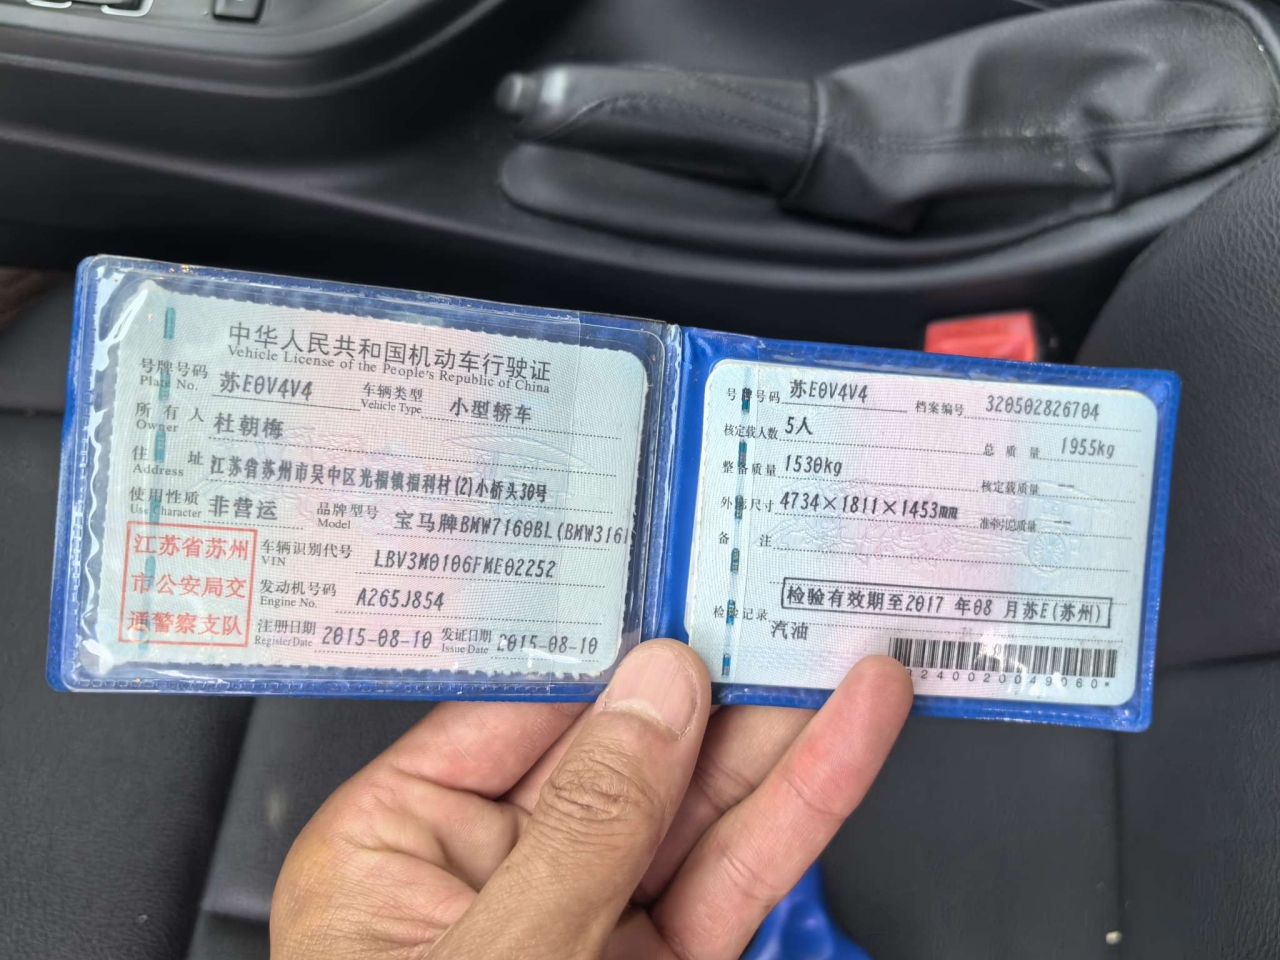 中华人民共和国机动车行驶证
Vehicle License of the People's Republic of China
号牌号码 苏E0V4V4 车辆类型 小型轿车
Plate No. Vehicle Type
所有人 杜朝梅
Owner
住址 江苏省苏州市吴中区光福镇福利村(2)小桥头30号
Address
使用性质 非营运 品牌型号 宝马牌BMW7160BL(BMW316i
Use Character Model
江苏省苏州
市公安局交
通警察支队
车辆识别代号 LBV3M0106FME02252
VIN
发动机号码 A265J854
Engine No.
注册日期 2015-08-10 发证日期 2015-08-10
Register Date Issue Date
号牌号码 苏E0V4V4 档案编号 320502826704
核定载人数 5人 总质量 1955kg
整备质量 1530kg 核定载质量 --
外廓尺寸 4734×1811×1453mm 准牵引总质量 --
备注
检验有效期至2017 年08 月苏E(苏州)
检验记录
汽油
240020049060*